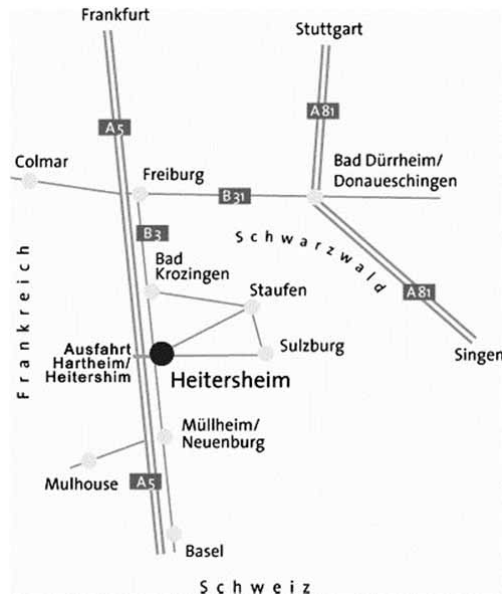 Frankfurt
Stuttgart
A81
A5
Colmar
Freiburg
Bad Dürrheim/
Donaueschingen
B31
B3
Schwarzwald
Bad
Krozingen
Staufen
A81
Frankreich
Ausfahrt
Hartheim/
Heitershim
Sulzburg
Singen
Heitersheim
Müllheim/
Neuenburg
Mulhouse
A5
Basel
Schweiz